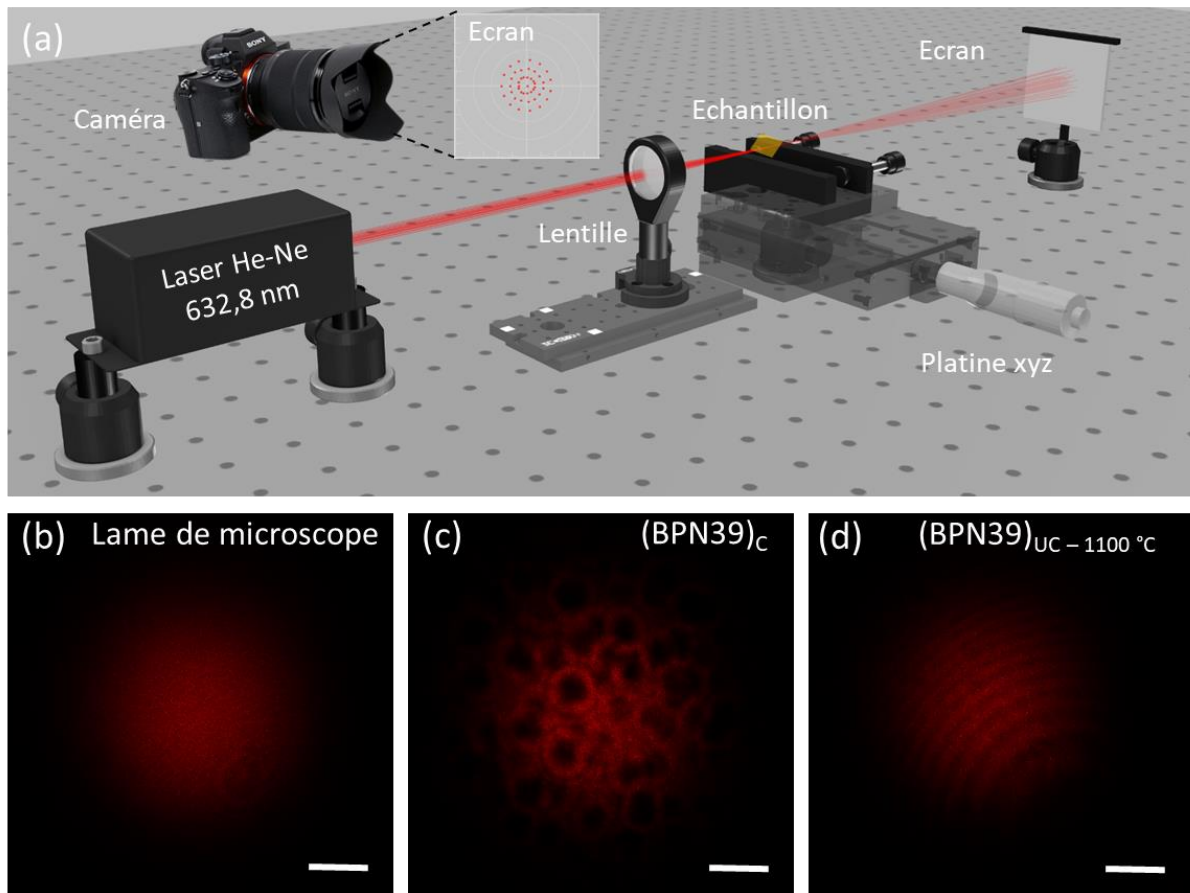 (a)
SONY
Ecran
Ecran
Caméra
Echantillon
Lentille
Laser He-Ne
632,8 nm
Platine xyz
(b) Lame de microscope
(c) (BPN39)C
(d) (BPN39)UC – 1100 °C